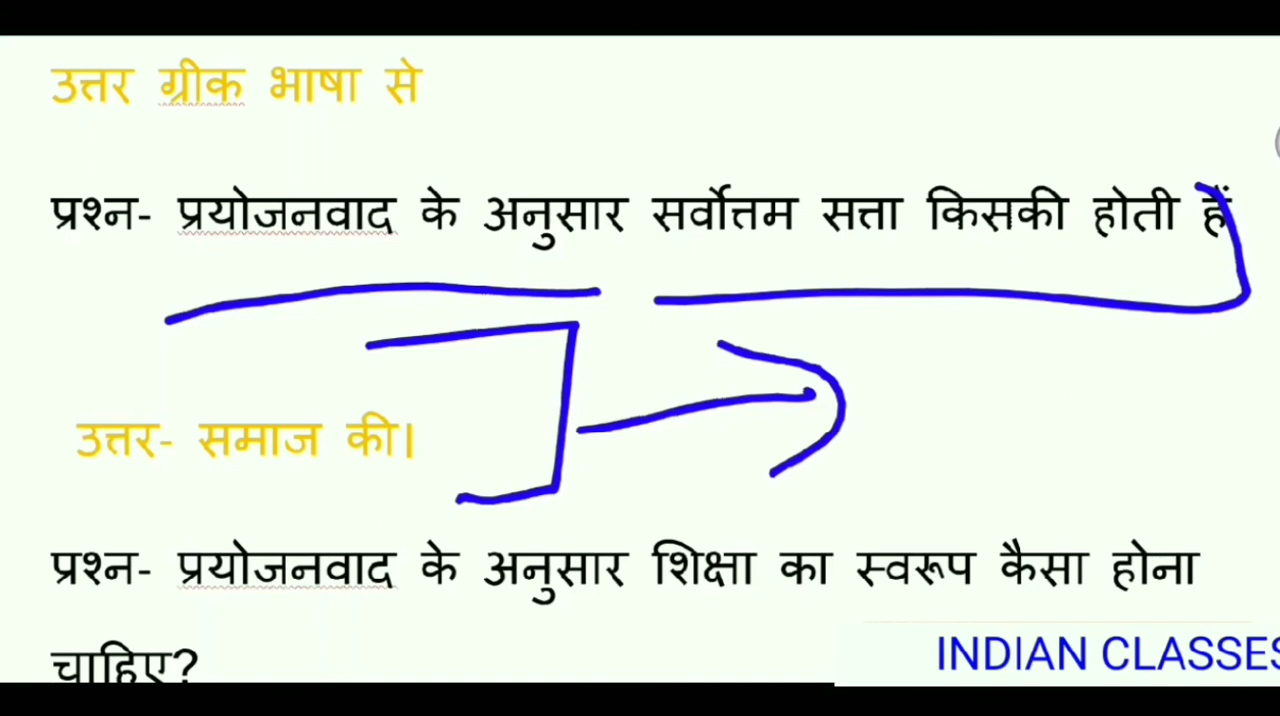 उत्तर ग्रीक भाषा से
प्रश्न- प्रयोजनवाद के अनुसार सर्वोत्तम सत्ता किसकी होती हैं
उत्तर- समाज की।
प्रश्न- प्रयोजनवाद के अनुसार शिक्षा का स्वरूप कैसा होना
चाहिए?
INDIAN CLASSES